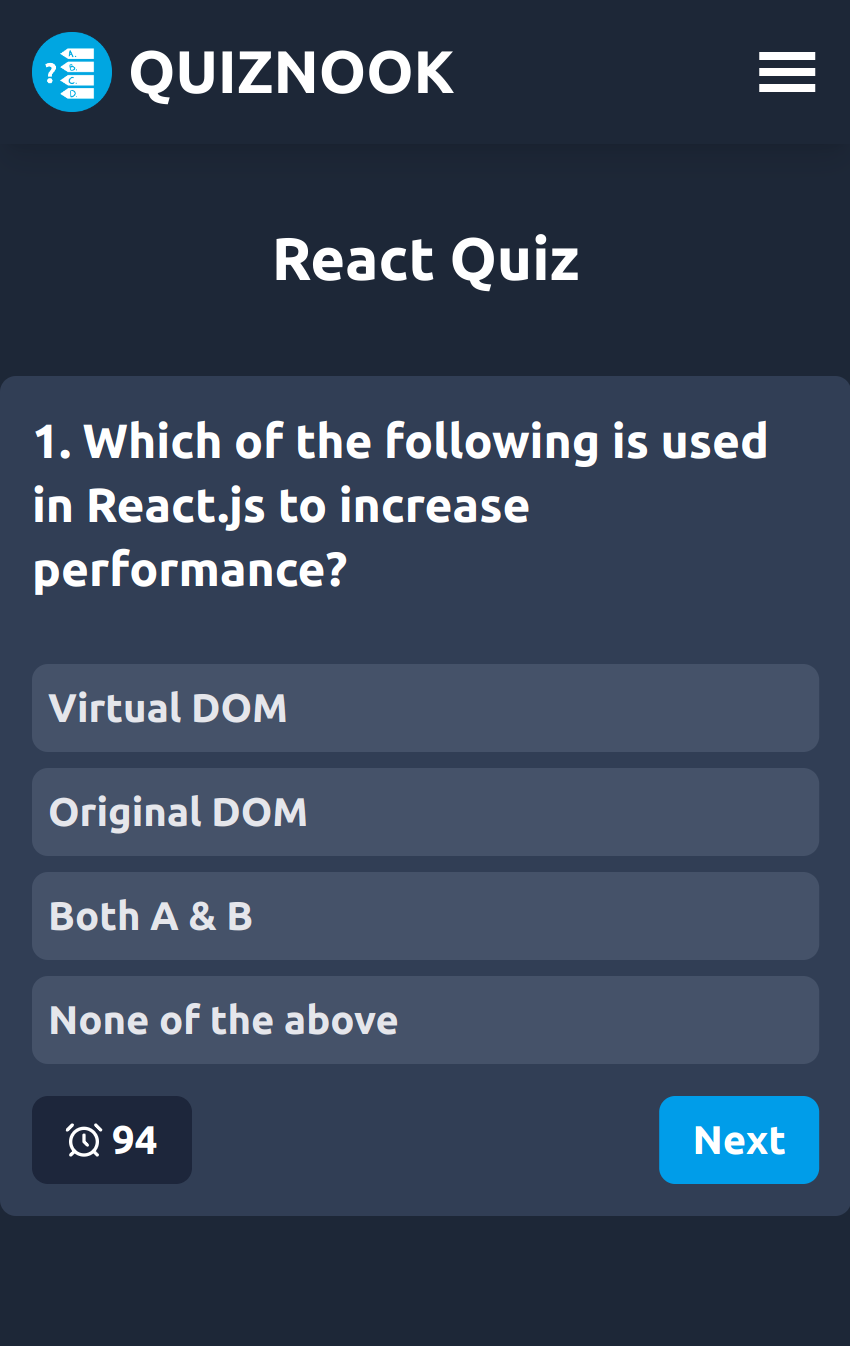 ? A. B. C. D.
QUIZNOOK
React Quiz
1. Which of the following is used
in React.js to increase
performance?
Virtual DOM
Original DOM
Both A & B
None of the above
94
Next